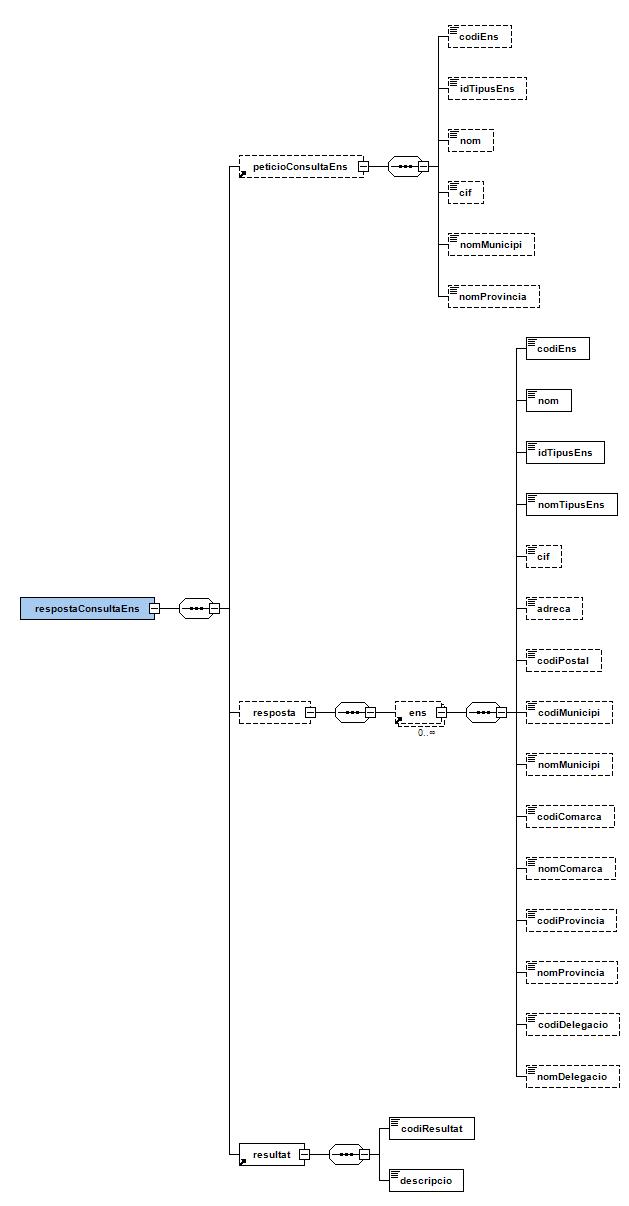 codiEns
idTipusEns
nom
peticioConsultaEns
cif
nomMunicipi
nomProvincia
codiEns
nom
idTipusEns
nomTipusEns
cif
respostaConsultaEns
adreca
codiPostal
resposta
ens
0..∞
codiMunicipi
nomMunicipi
codiComarca
nomComarca
codiProvincia
nomProvincia
codiDelegacio
nomDelegacio
resultat
codiResultat
descripcio